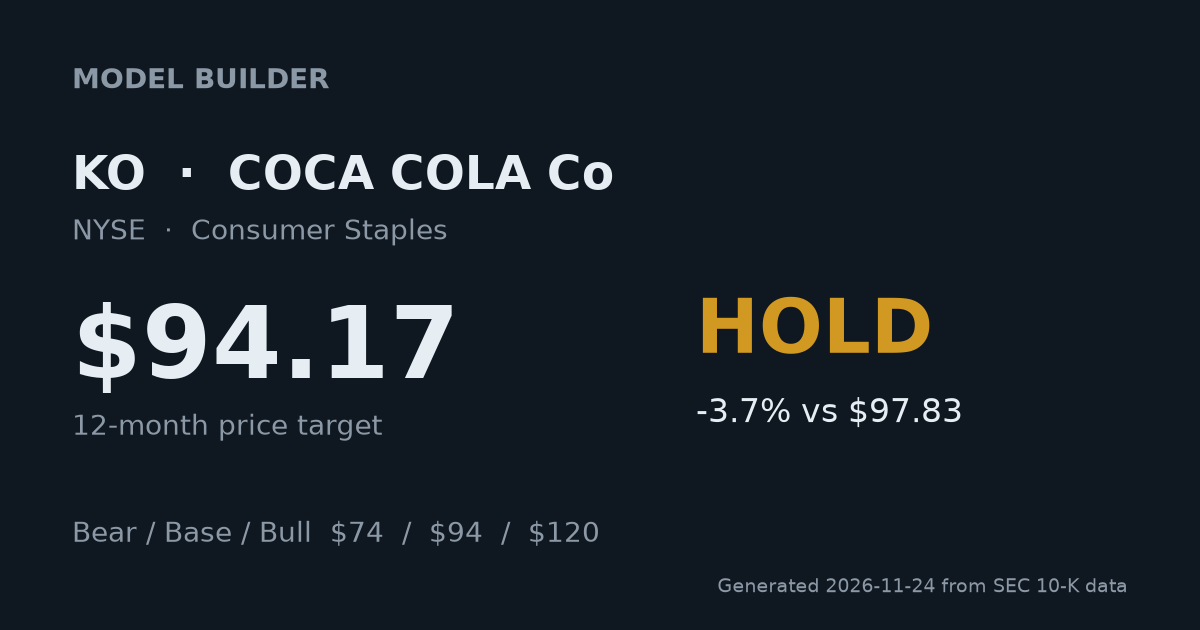 MODEL BUILDER
KO · COCA COLA Co
NYSE · Consumer Staples
$94.17
12-month price target
HOLD
-3.7% vs $97.83
Bear / Base / Bull $74 / $94 / $120
Generated 2026-11-24 from SEC 10-K data